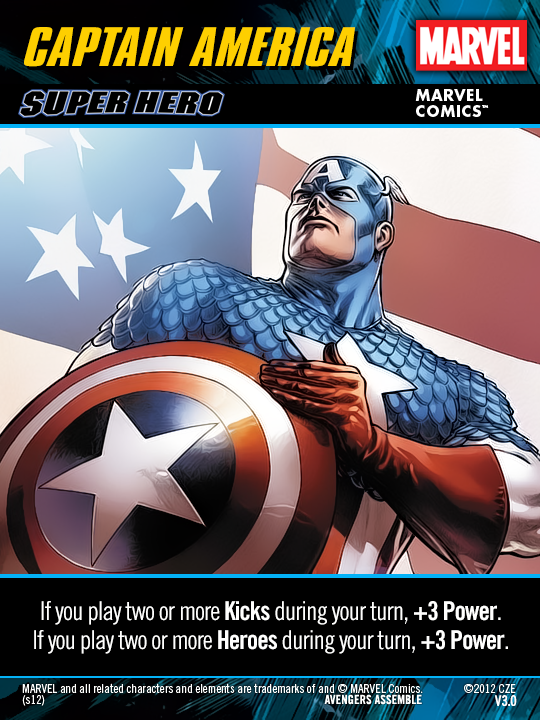 CAPTAIN AMERICA
MARVEL
SUPER HERO
MARVEL
COMICS™
A
If you play two or more Kicks during your turn, +3 Power.
If you play two or more Heroes during your turn, +3 Power.
MARVEL and all related characters and elements are trademarks of and © MARVEL Comics.
(s12)
AVENGERS ASSEMBLE
©2012 CZE
V3.0